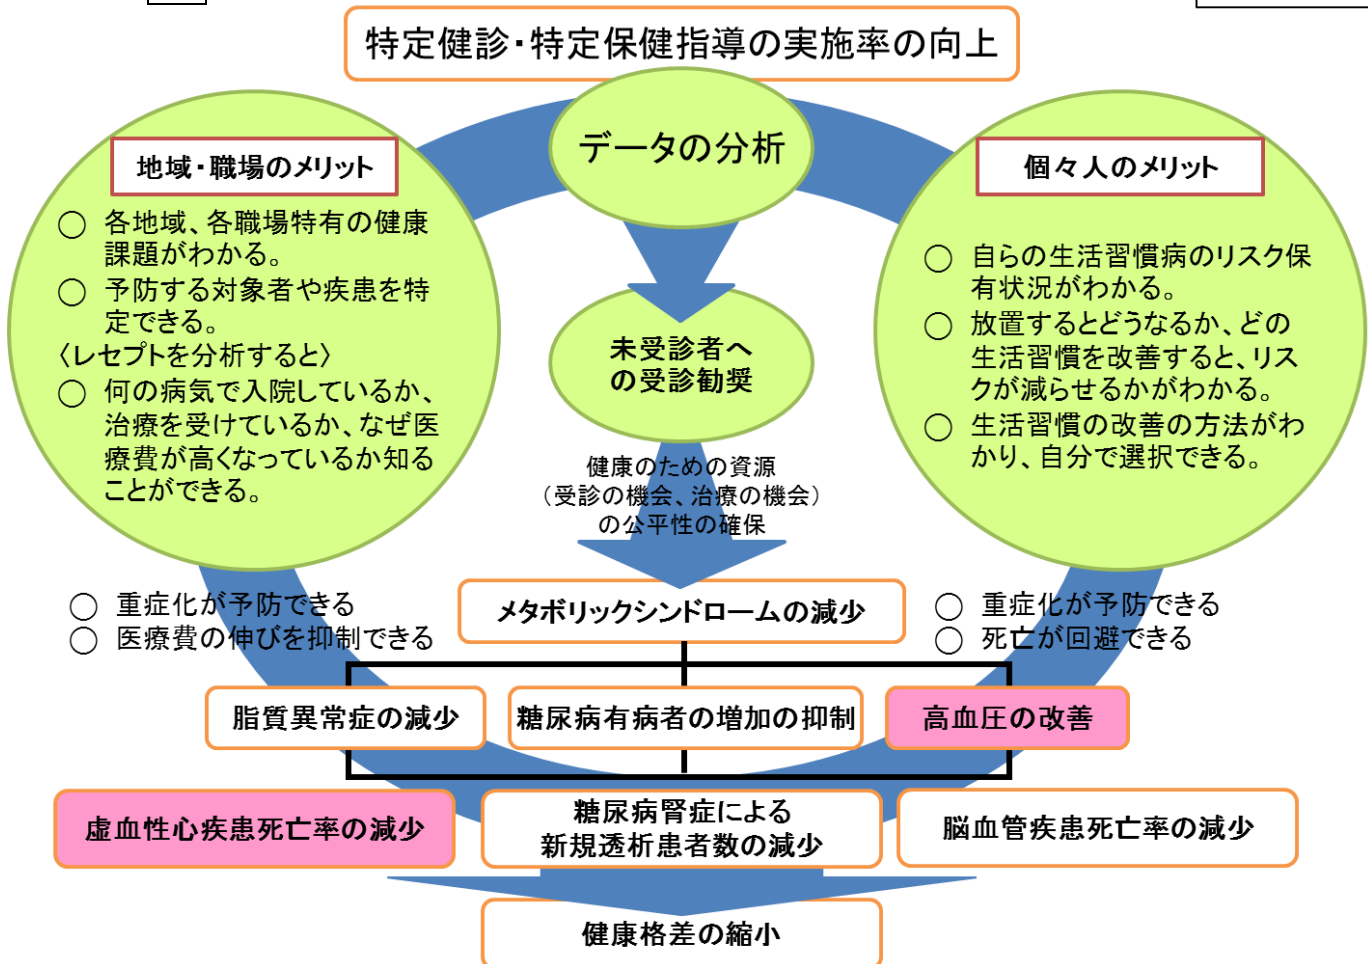 特定健診・特定保健指導の実施率の向上
データの分析
地域・職場のメリット
○ 各地域、各職場特有の健康
課題がわかる。
○ 予防する対象者や疾患を特
定できる。
〈レセプトを分析すると〉
○ 何の病気で入院しているか、
治療を受けているか、なぜ医
療費が高くなっているか知る
ことができる。
○ 重症化が予防できる
○ 医療費の伸びを抑制できる
未受診者へ
の受診勧奨
健康のための資源
（受診の機会、治療の機会）
の公平性の確保
個々人のメリット
○ 自らの生活習慣病のリスク保
有状況がわかる。
○ 放置するとどうなるか、どの
生活習慣を改善すると、リス
クが減らせるかがわかる。
○ 生活習慣の改善の方法がわ
かり、自分で選択できる。
○ 重症化が予防できる
○ 死亡が回避できる
メタボリックシンドロームの減少
脂質異常症の減少
糖尿病有病者の増加の抑制
高血圧の改善
虚血性心疾患死亡率の減少
糖尿病腎症による
新規透析患者数の減少
脳血管疾患死亡率の減少
健康格差の縮小